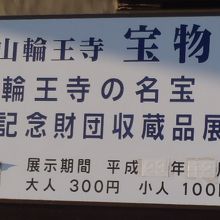 山輪王寺 宝物
輪王寺の名宝
記念財団収蔵品展
展示期間 平成 年
大人 300円 小人 100